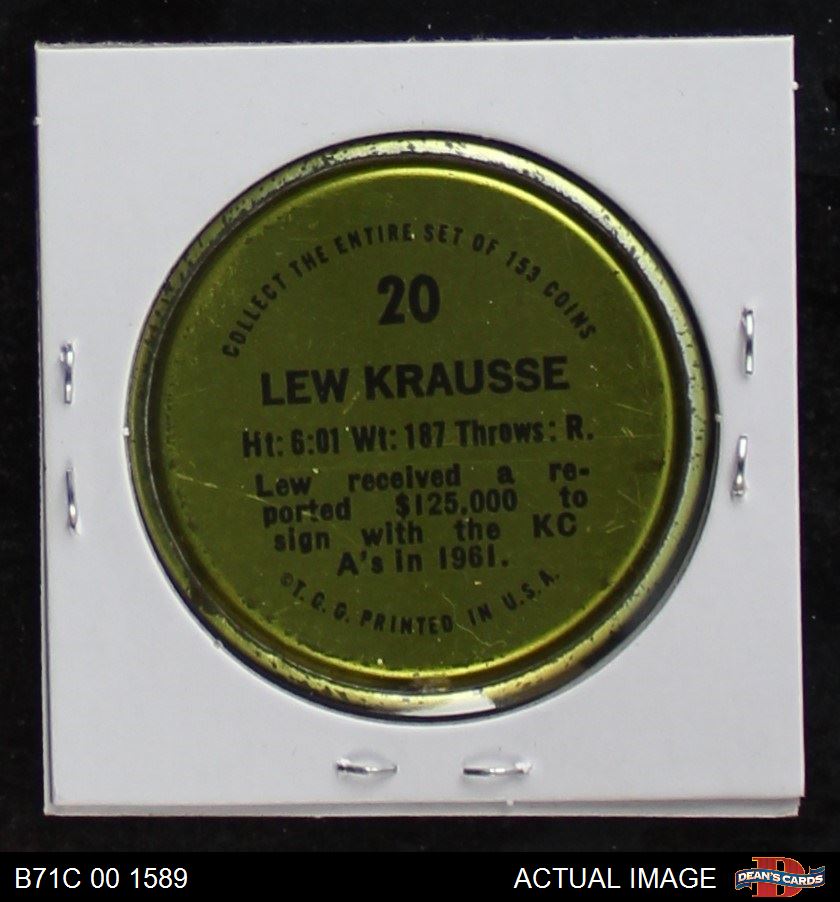 COLLECT THE ENTIRE SET OF 153 COINS
20
LEW KRAUSSE
Ht: 6:01 Wt: 187 Throws: R.
Lew received a re-
ported $125,000 to
sign with the KC
A's in 1961.
©T. C. G. PRINTED IN U.S.A.
B71C 00 1589
ACTUAL IMAGE
DEAN'S CARDS